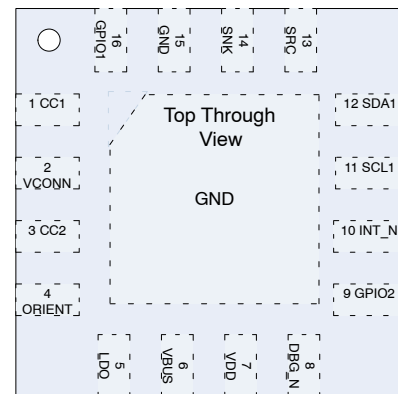 16
GPIO1
15
GND
14
SNK
13
SRC
1 CC1
2
VCONN
3 CC2
4
ORIENT
Top Through
View
GND
12 SDA1
11 SCL1
10 INT_N
9 GPIO2
5
LDO
6
VBUS
7
VDD
8
DBG_N